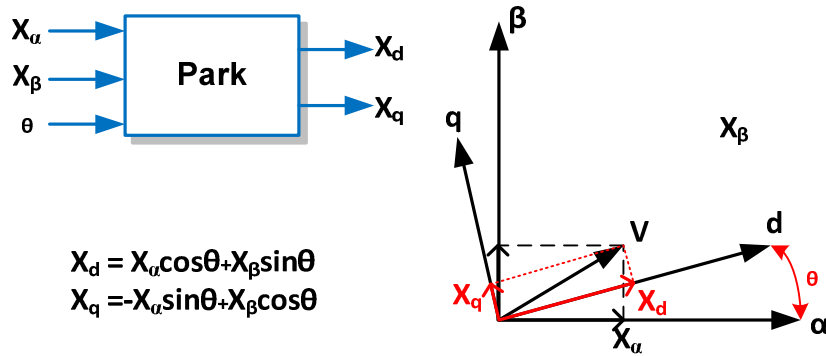 Xα
Xβ
θ
Park
Xd
Xq
Xd = Xαcosθ+Xβsinθ
Xq =-Xαsinθ+Xβcosθ
β
q
Xβ
V
d
θ
Xq
Xd
α
Xα